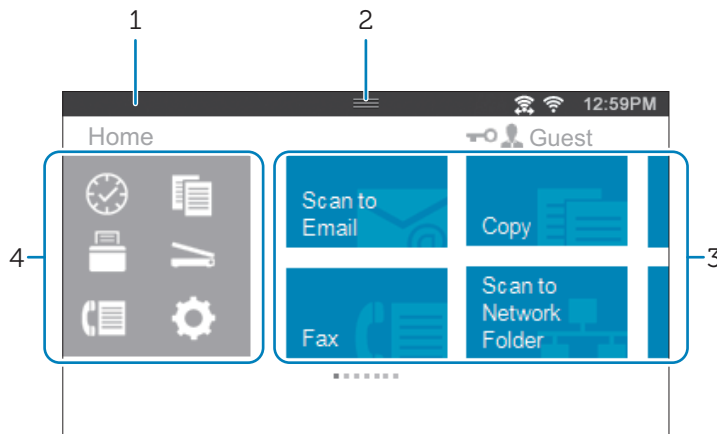 1
2
12:59PM
Home
Guest
Scan to
Email
Copy
4
3
Fax
Scan to
Network
Folder